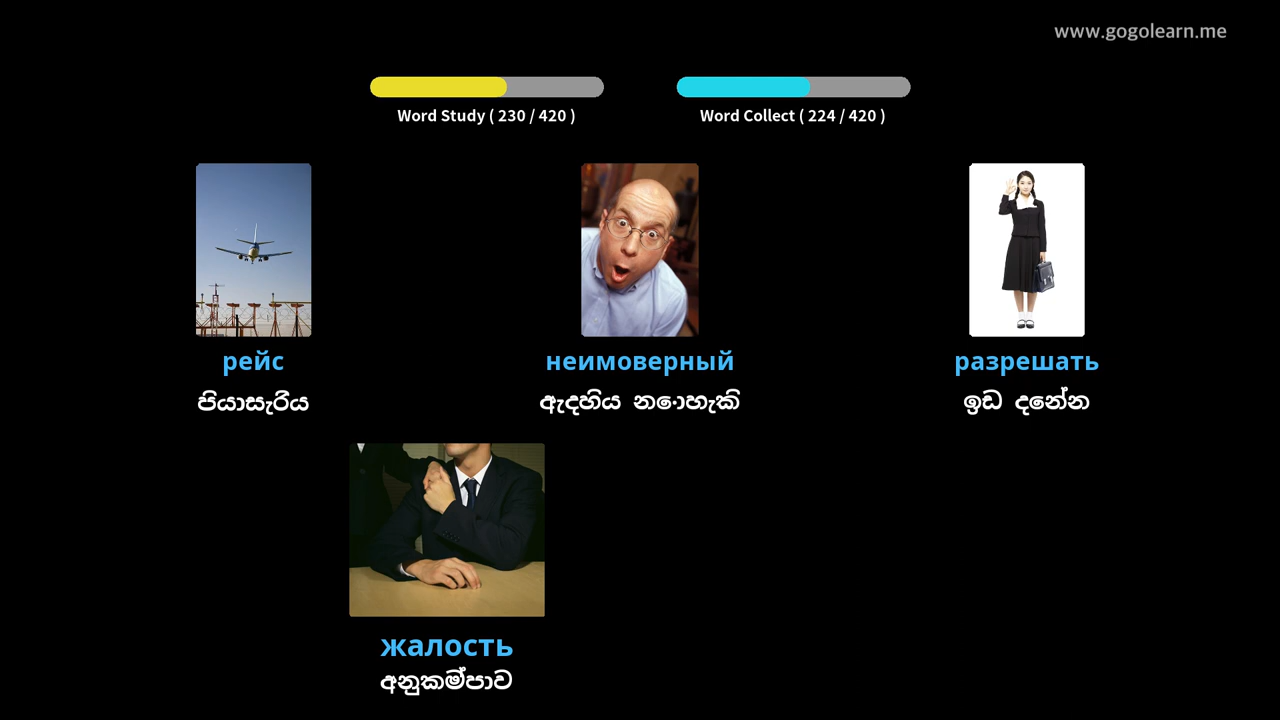 www.gogolearn.me
Word Study ( 230 / 420 )
Word Collect ( 224 / 420 )
рейс
неимоверный
разрешать
පියාසැරිය
ඇදහිය නොහැකි
ඉඩ දෙන්න
жалость
අනුකම්පාව